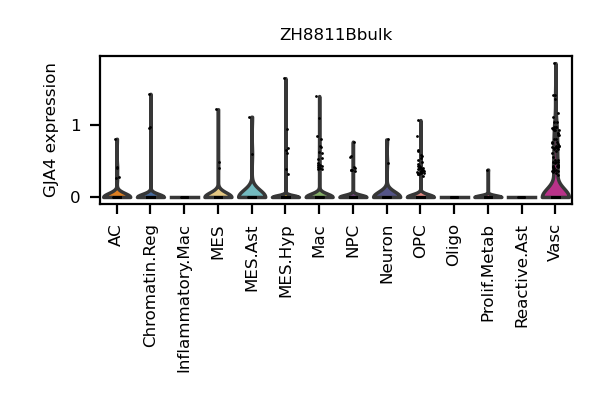 ZH8811Bbulk
GJA4 expression
1
0
AC
Chromatin.Reg
Inflammatory.Mac
MES
MES.Ast
MES.Hyp
Mac
NPC
Neuron
OPC
Oligo
Prolif.Metab
Reactive.Ast
Vasc